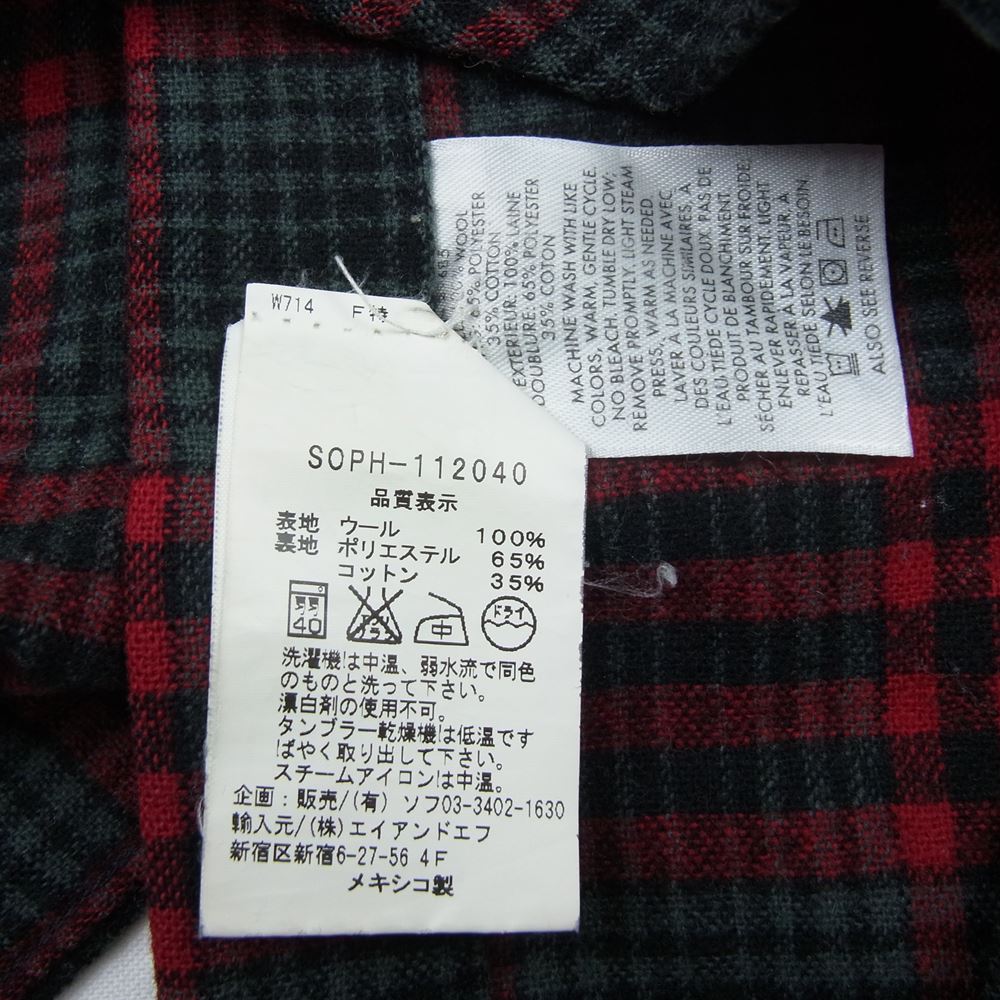 W714 F特
SOPH-112040
品質表示
表地 ウール 100%
裏地 ポリエステル 65%
コットン 35%
弱
40
ドライ
中
洗濯機は中温、弱水流で同色
のものと洗って下さい。
漂白剤の使用不可。
タンブラー乾燥機は低温です
ばやく取り出して下さい。
スチームアイロンは中温。
企画:販売/(有) ソフ03-3402-1630
輸入元/(株)エイアンドエフ
新宿区新宿6-27-56 4F
メキシコ製
WOOL
65% POLYESTER
35% COTTON
EXTERIEUR: 100% LAINE
DOUBLURE: 65% POLYESTER
35% COTON
MACHINE WASH WITH LIKE
COLORS, WARM, GENTLE CYCLE.
NO BLEACH. TUMBLE DRY LOW;
REMOVE PROMPTLY. LIGHT STEAM
PRESS, WARM AS NEEDED.
LAVER À LA MACHINE AVEC
DES COULEURS SIMILAIRES À
L'EAU TIÈDE CYCLE DOUX. PAS DE
PRODUIT DE BLANCHIMENT.
SÉCHER AU TAMBOUR SUR FROIDE
ENLEVER RAPIDEMENT. LIGHT
REPASSER À LA VAPEUR, A
L'EAU TIÈDE SELON LE BESOIN.
ALSO SEE REVERSE